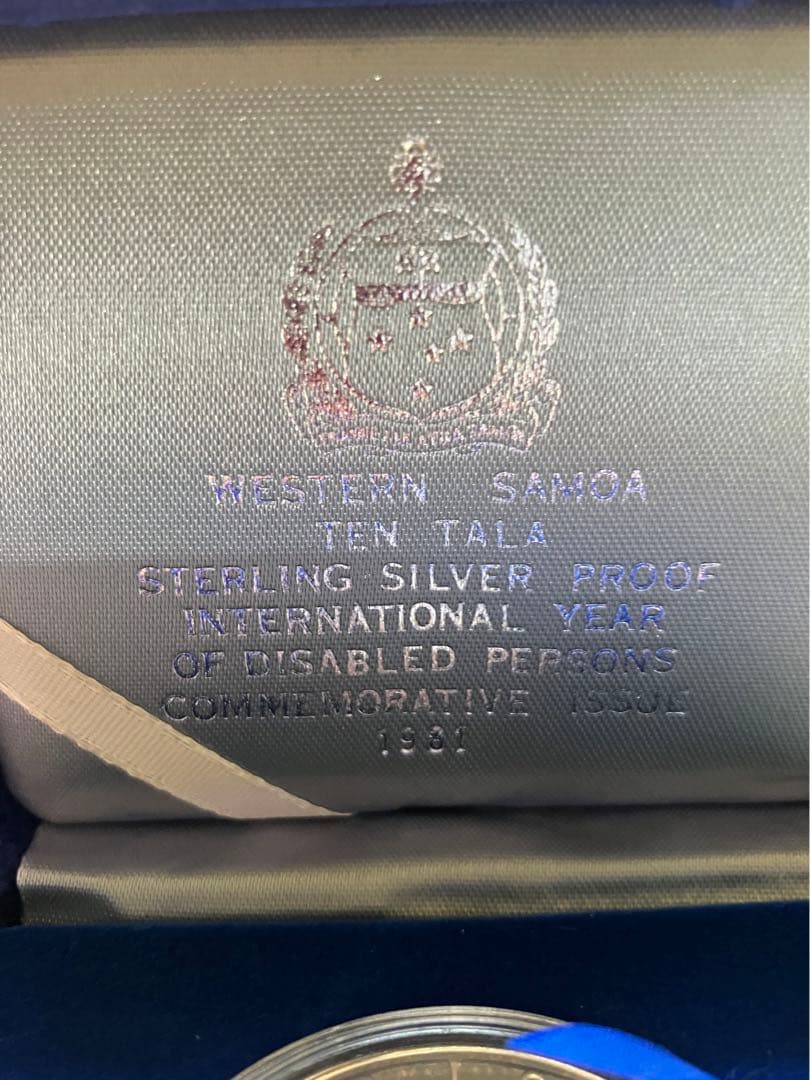 WESTERN SAMOA
TEN TALA
STERLING SILVER PROOF
INTERNATIONAL YEAR
OF DISABLED PERSONS
COMMEMORATIVE ISSUE
1981